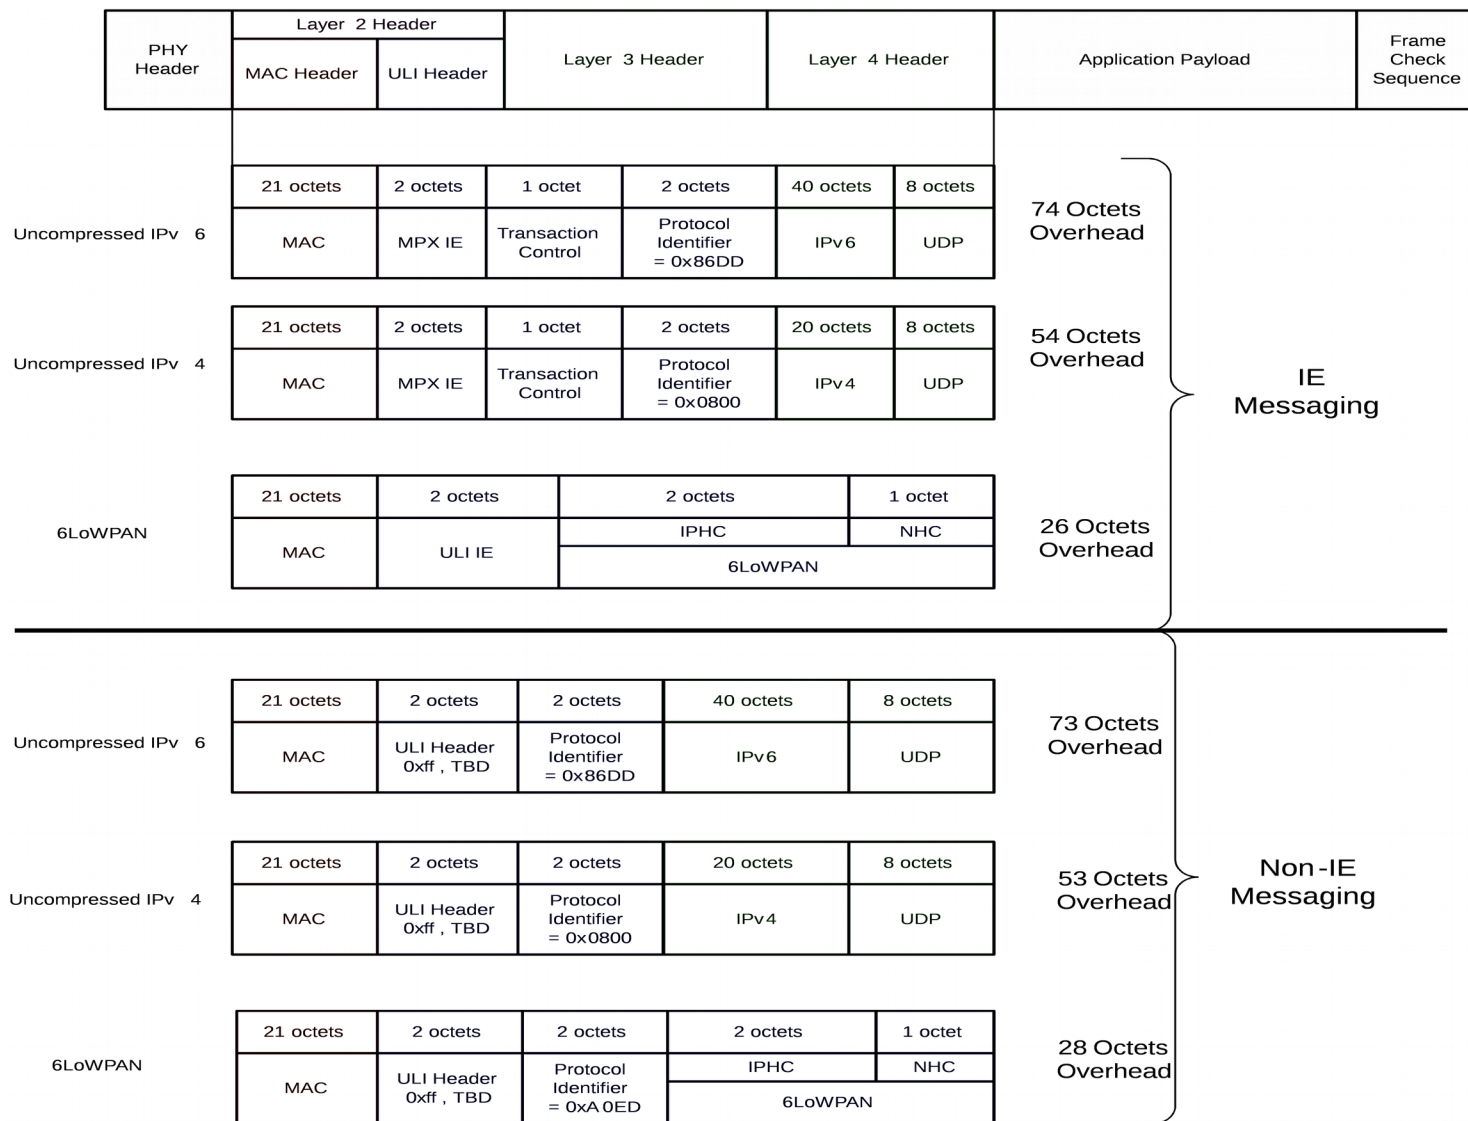 Layer 2 Header
PHY
Header
MAC Header
ULI Header
Layer 3 Header
Layer 4 Header
Application Payload
Frame
Check
Sequence
Uncompressed IPv 6
21 octets
2 octets
1 octet
2 octets
40 octets
8 octets
MAC
MPX IE
Transaction
Control
Protocol
Identifier
= 0x86DD
IPv6
UDP
74 Octets
Overhead
Uncompressed IPv 4
21 octets
2 octets
1 octet
2 octets
20 octets
8 octets
MAC
MPX IE
Transaction
Control
Protocol
Identifier
= 0x0800
IPv4
UDP
54 Octets
Overhead
IE
Messaging
6LoWPAN
21 octets
2 octets
2 octets
1 octet
MAC
ULI IE
IPHC
NHC
6LoWPAN
26 Octets
Overhead
Uncompressed IPv 6
21 octets
2 octets
2 octets
40 octets
8 octets
MAC
ULI Header
0xff , TBD
Protocol
Identifier
= 0x86DD
IPv6
UDP
73 Octets
Overhead
Uncompressed IPv 4
21 octets
2 octets
2 octets
20 octets
8 octets
MAC
ULI Header
0xff , TBD
Protocol
Identifier
= 0x0800
IPv4
UDP
53 Octets
Overhead
Non-IE
Messaging
6LoWPAN
21 octets
2 octets
2 octets
2 octets
1 octet
MAC
ULI Header
0xff , TBD
Protocol
Identifier
= 0xA0ED
IPHC
NHC
6LoWPAN
28 Octets
Overhead